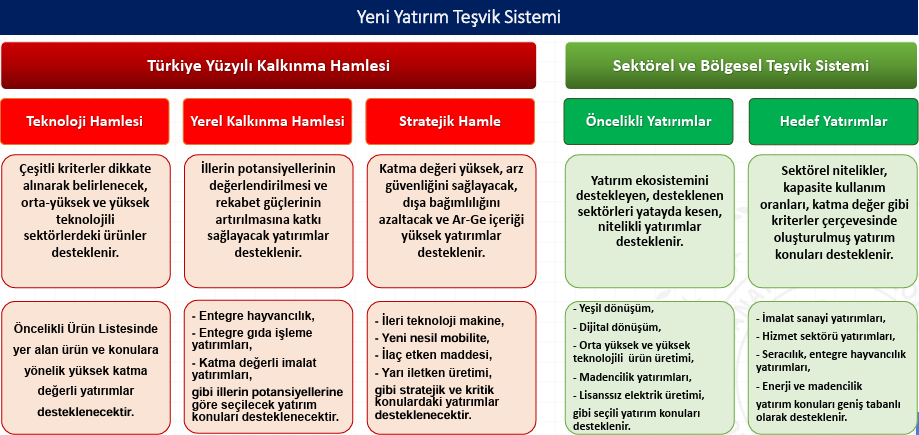 Yeni Yatırım Teşvik Sistemi
Türkiye Yüzyılı Kalkınma Hamlesi
Sektörel ve Bölgesel Teşvik Sistemi
Teknoloji Hamlesi
Yerel Kalkınma Hamlesi
Stratejik Hamle
Öncelikli Yatırımlar
Hedef Yatırımlar
Çeşitli kriterler dikkate
alınarak belirlenecek,
orta-yüksek ve yüksek
teknolojili
sektörlerdeki ürünler
desteklenir.
İllerin potansiyellerinin
değerlendirilmesi ve
rekabet güçlerinin
artırılmasına katkı
sağlayacak yatırımlar
desteklenir.
Katma değeri yüksek, arz
güvenliğini sağlayacak,
dışa bağımlılığını
azaltacak ve Ar-Ge içeriği
yüksek yatırımlar
desteklenir.
Yatırım ekosistemini
destekleyen, desteklenen
sektörleri yatayda kesen,
nitelikli yatırımlar
desteklenir.
Sektörel nitelikler,
kapasite kullanım
oranları, katma değer gibi
kriterler çerçevesinde
oluşturulmuş yatırım
konuları desteklenir.
Öncelikli Ürün Listesinde
yer alan ürün ve konulara
yönelik yüksek katma
değerli yatırımlar
desteklenecektir.
- Entegre hayvancılık,
- Entegre gıda işleme
yatırımları,
- Katma değerli imalat
yatırımları,
gibi illerin potansiyellerine
göre seçilecek yatırım
konuları desteklenecektir.
- İleri teknoloji makine,
- Yeni nesil mobilite,
- İlaç etken maddesi,
- Yarı iletken üretimi,
gibi stratejik ve kritik
konulardaki yatırımlar
desteklenecektir.
- Yeşil dönüşüm,
- Dijital dönüşüm,
- Orta yüksek ve yüksek
teknolojili ürün üretimi,
- Madencilik yatırımları,
- Lisanssız elektrik üretimi,
gibi seçili yatırım konuları
desteklenir.
- İmalat sanayi yatırımları,
- Hizmet sektörü yatırımları,
- Seracılık, entegre hayvancılık
yatırımları,
- Enerji ve madencilik
yatırım konuları geniş tabanlı
olarak desteklenir.